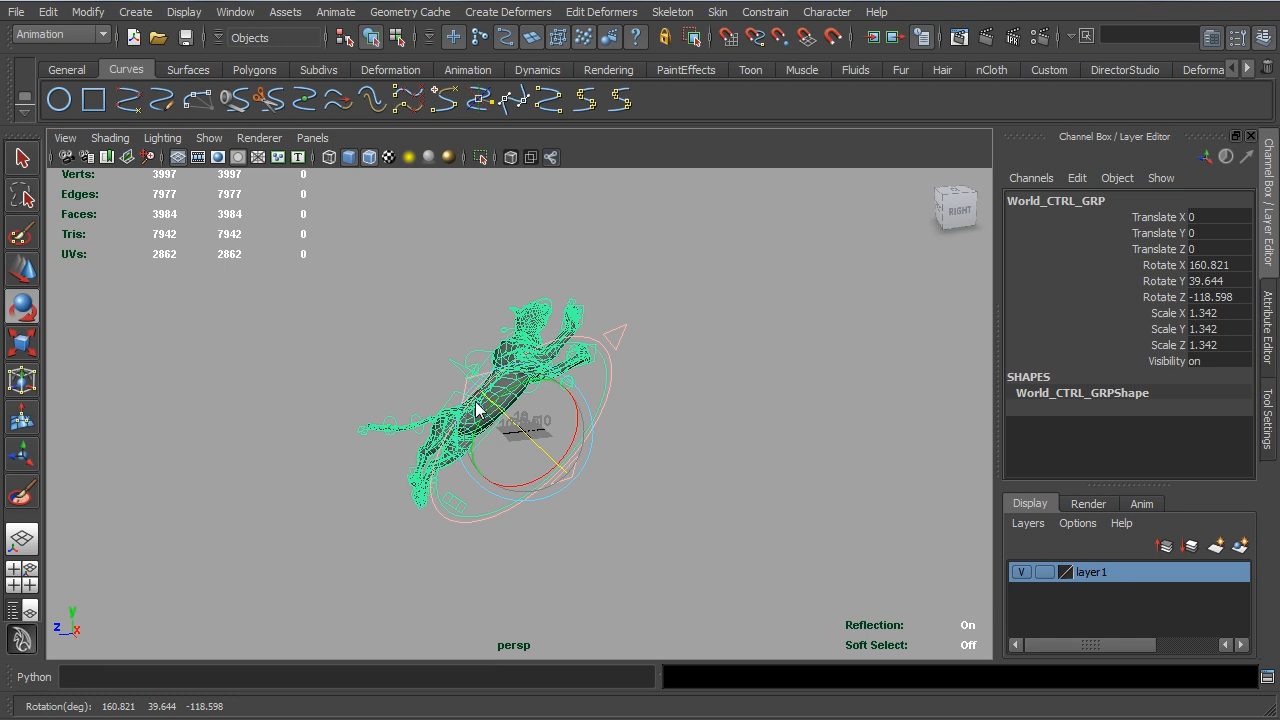 File Edit Modify Create Display Window Assets Animate Geometry Cache Create Deformers Edit Deformers Skeleton Skin Constrain Character Help
Animation
Objects
General Curves Surfaces Polygons Subdivs Deformation Animation Dynamics Rendering PaintEffects Toon Muscle Fluids Fur Hair nCloth Custom DirectorStudio Deforma
View Shading Lighting Show Renderer Panels
Verts: 3997 3997 0
Edges: 7977 7977 0
Faces: 3984 3984 0
Tris: 7942 7942 0
UVs: 2862 2862 0
RIGHT
y
z x
persp
Reflection: On
Soft Select: Off
Channel Box / Layer Editor
Channels Edit Object Show
World_CTRL_GRP
Translate X 0
Translate Y 0
Translate Z 0
Rotate X 160.821
Rotate Y 39.644
Rotate Z -118.598
Scale X 1.342
Scale Y 1.342
Scale Z 1.342
Visibility on
SHAPES
World_CTRL_GRPShape
Display Render Anim
Layers Options Help
V layer1
Channel Box / Layer Editor
Attribute Editor
Tool Settings
Python
Rotation(deg): 160.821 39.644 -118.598